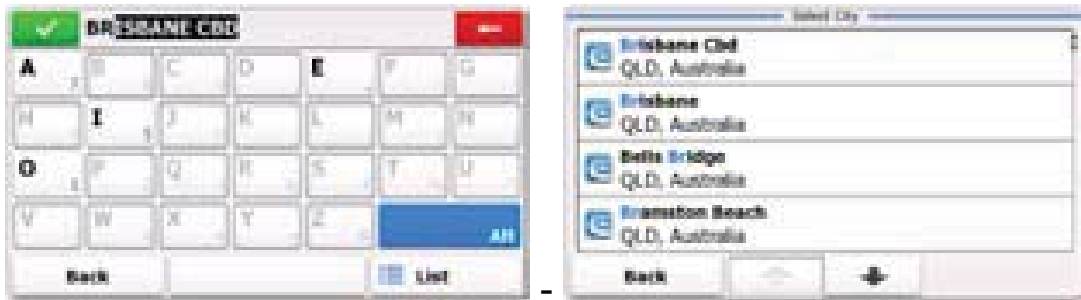 BRISBANE CBD
A B C D E F G
H I J K L M N
O P Q R S T U
V W X Y Z
Back List
-
Select City
Brisbane Cbd
QLD, Australia
Brisbane
QLD, Australia
Bells Bridge
QLD, Australia
Bramston Beach
QLD, Australia
Back